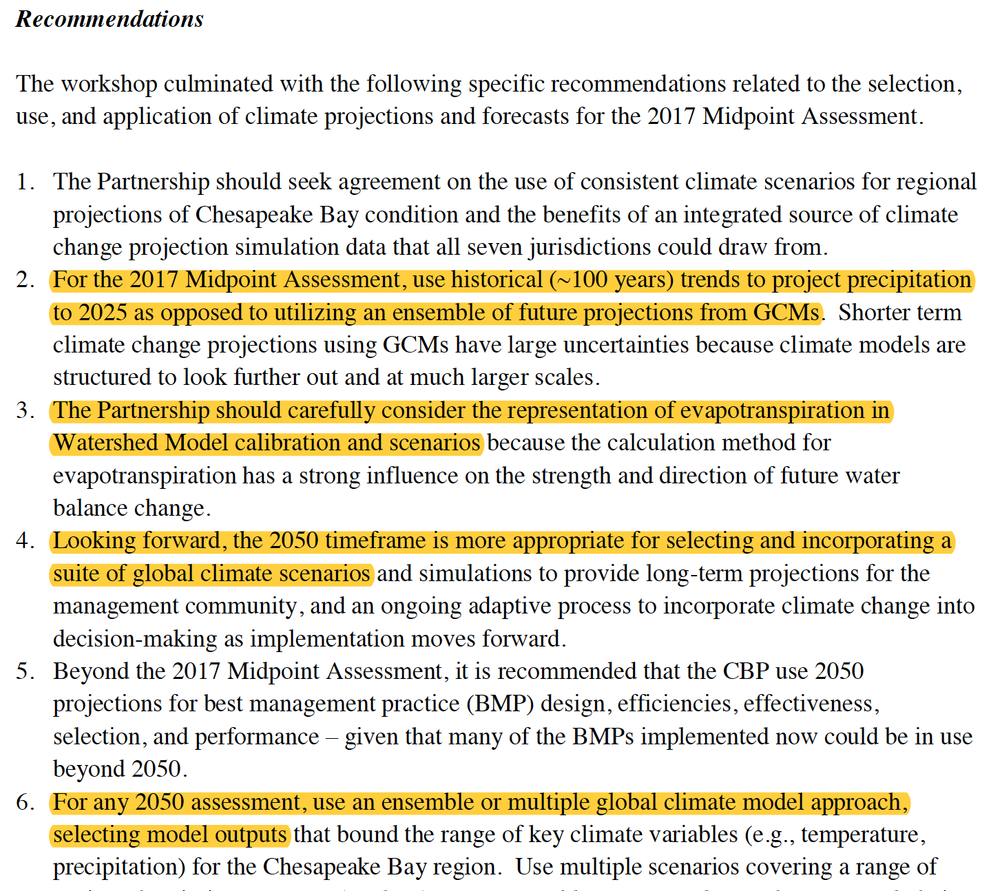 Recommendations
The workshop culminated with the following specific recommendations related to the selection,
use, and application of climate projections and forecasts for the 2017 Midpoint Assessment.
1. The Partnership should seek agreement on the use of consistent climate scenarios for regional
projections of Chesapeake Bay condition and the benefits of an integrated source of climate
change projection simulation data that all seven jurisdictions could draw from.
2. For the 2017 Midpoint Assessment, use historical (~100 years) trends to project precipitation
to 2025 as opposed to utilizing an ensemble of future projections from GCMs. Shorter term
climate change projections using GCMs have large uncertainties because climate models are
structured to look further out and at much larger scales.
3. The Partnership should carefully consider the representation of evapotranspiration in
Watershed Model calibration and scenarios because the calculation method for
evapotranspiration has a strong influence on the strength and direction of future water
balance change.
4. Looking forward, the 2050 timeframe is more appropriate for selecting and incorporating a
suite of global climate scenarios and simulations to provide long-term projections for the
management community, and an ongoing adaptive process to incorporate climate change into
decision-making as implementation moves forward.
5. Beyond the 2017 Midpoint Assessment, it is recommended that the CBP use 2050
projections for best management practice (BMP) design, efficiencies, effectiveness,
selection, and performance – given that many of the BMPs implemented now could be in use
beyond 2050.
6. For any 2050 assessment, use an ensemble or multiple global climate model approach,
selecting model outputs that bound the range of key climate variables (e.g., temperature,
precipitation) for the Chesapeake Bay region. Use multiple scenarios covering a range of